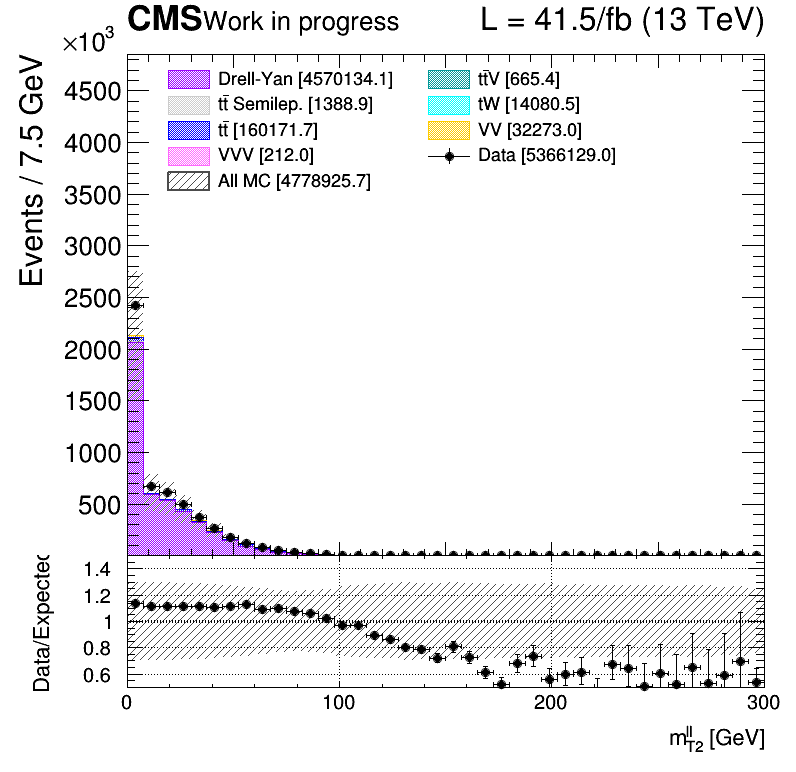 CMS Work in progress L = 41.5/fb (13 TeV)
×10³
Events / 7.5 GeV
4500
4000
3500
3000
2500
2000
1500
1000
500
Drell-Yan [4570134.1]
tt̄ Semilep. [1388.9]
tt̄ [160171.7]
VVV [212.0]
All MC [4778925.7]
tt̄V [665.4]
tW [14080.5]
VV [32273.0]
Data [5366129.0]
Data/Expected
1.4
1.2
1
0.8
0.6
0 100 200 300
m_T2^ll [GeV]